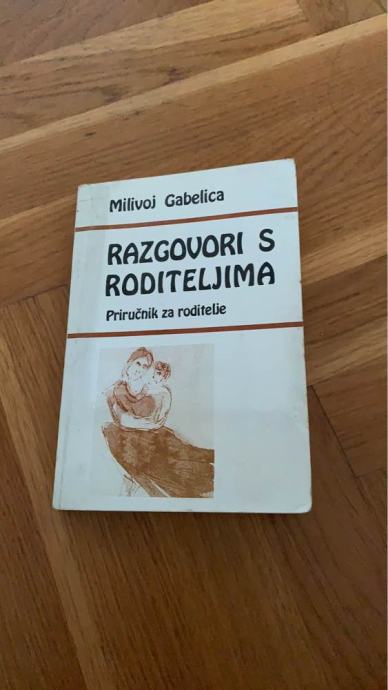 Milivoj Gabelica
RAZGOVORI S
RODITELJIMA
Priručnik za roditelje